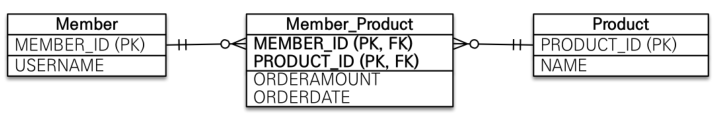 Member
MEMBER_ID (PK)
USERNAME
Member_Product
MEMBER_ID (PK, FK)
PRODUCT_ID (PK, FK)
ORDERAMOUNT
ORDERDATE
Product
PRODUCT_ID (PK)
NAME